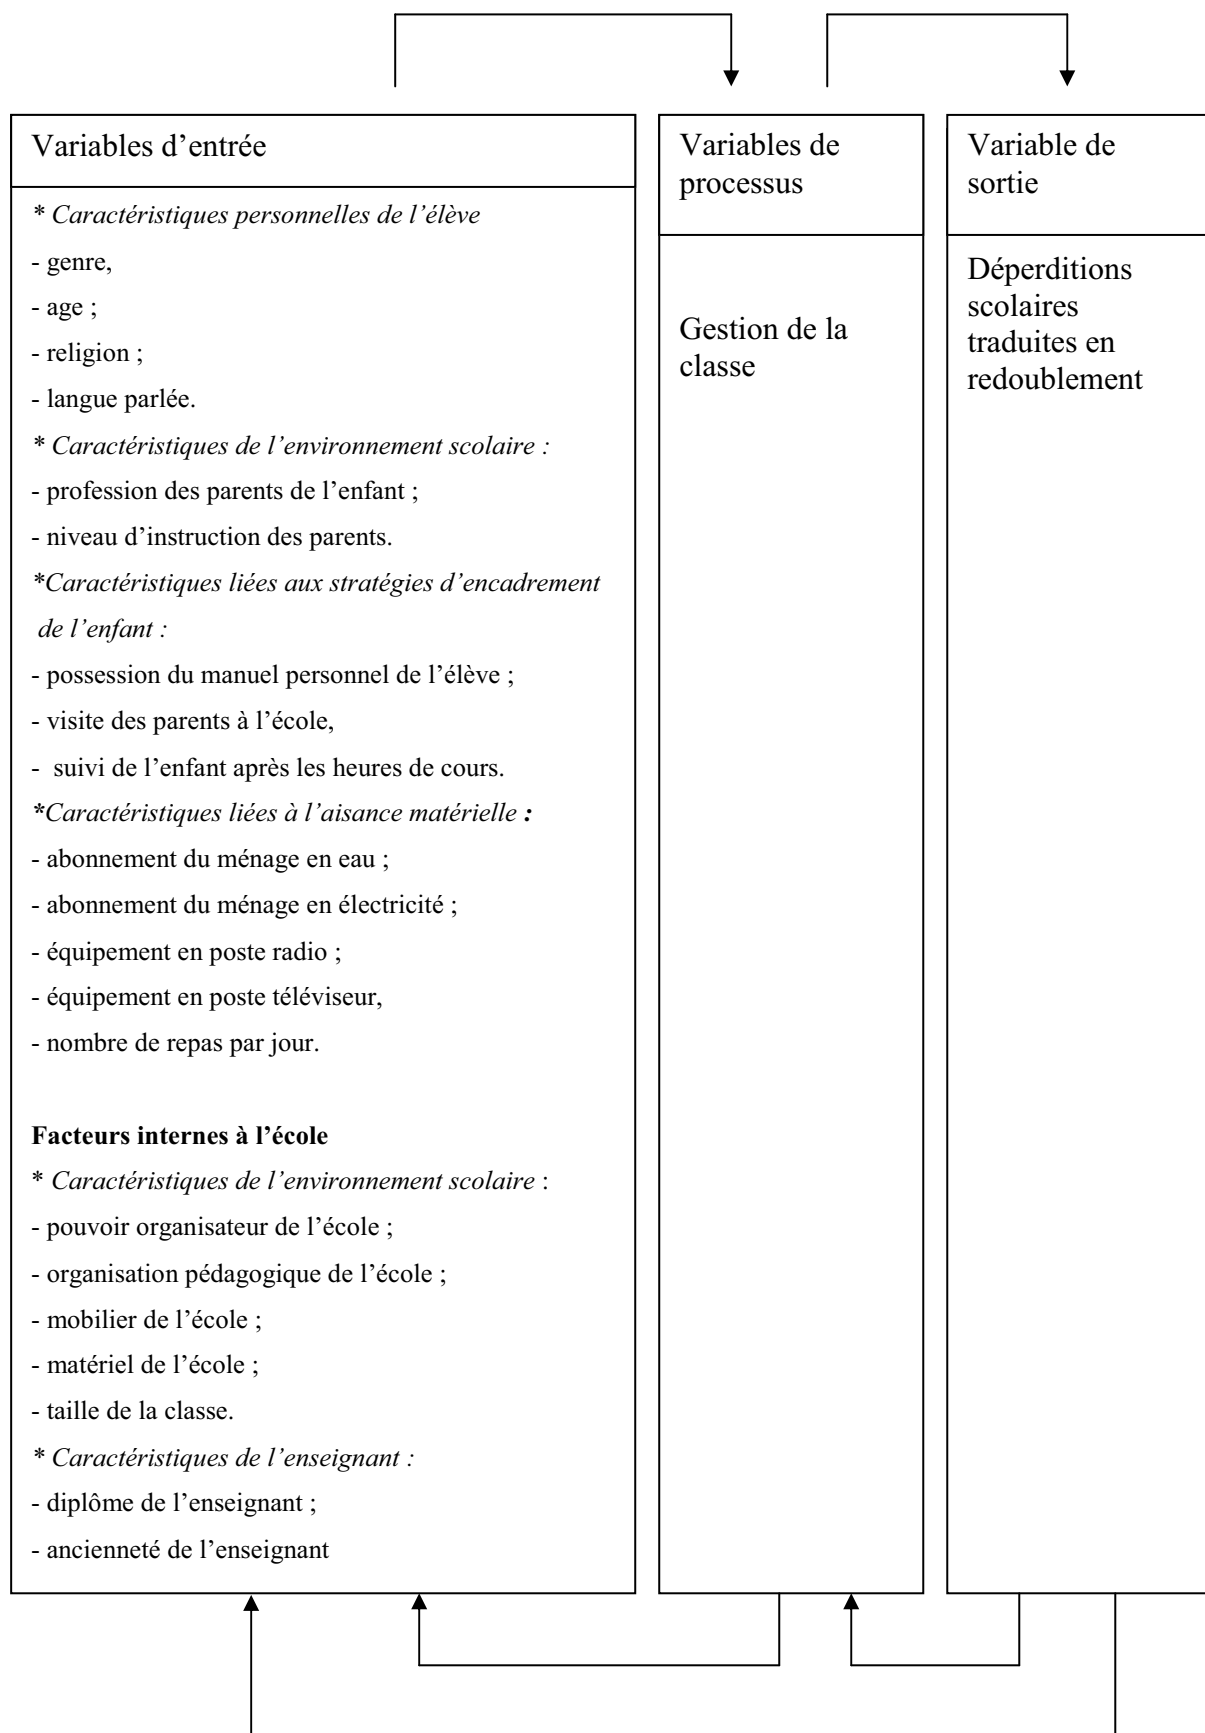 Variables d’entrée
* Caractéristiques personnelles de l’élève
- genre,
- age ;
- religion ;
- langue parlée.
* Caractéristiques de l’environnement scolaire :
- profession des parents de l’enfant ;
- niveau d’instruction des parents.
*Caractéristiques liées aux stratégies d’encadrement
de l’enfant :
- possession du manuel personnel de l’élève ;
- visite des parents à l’école,
- suivi de l’enfant après les heures de cours.
*Caractéristiques liées à l’aisance matérielle :
- abonnement du ménage en eau ;
- abonnement du ménage en électricité ;
- équipement en poste radio ;
- équipement en poste téléviseur,
- nombre de repas par jour.
Facteurs internes à l’école
* Caractéristiques de l’environnement scolaire :
- pouvoir organisateur de l’école ;
- organisation pédagogique de l’école ;
- mobilier de l’école ;
- matériel de l’école ;
- taille de la classe.
* Caractéristiques de l’enseignant :
- diplôme de l’enseignant ;
- ancienneté de l’enseignant
Variables de
processus
Gestion de la
classe
Variable de
sortie
Déperditions
scolaires
traduites en
redoublement